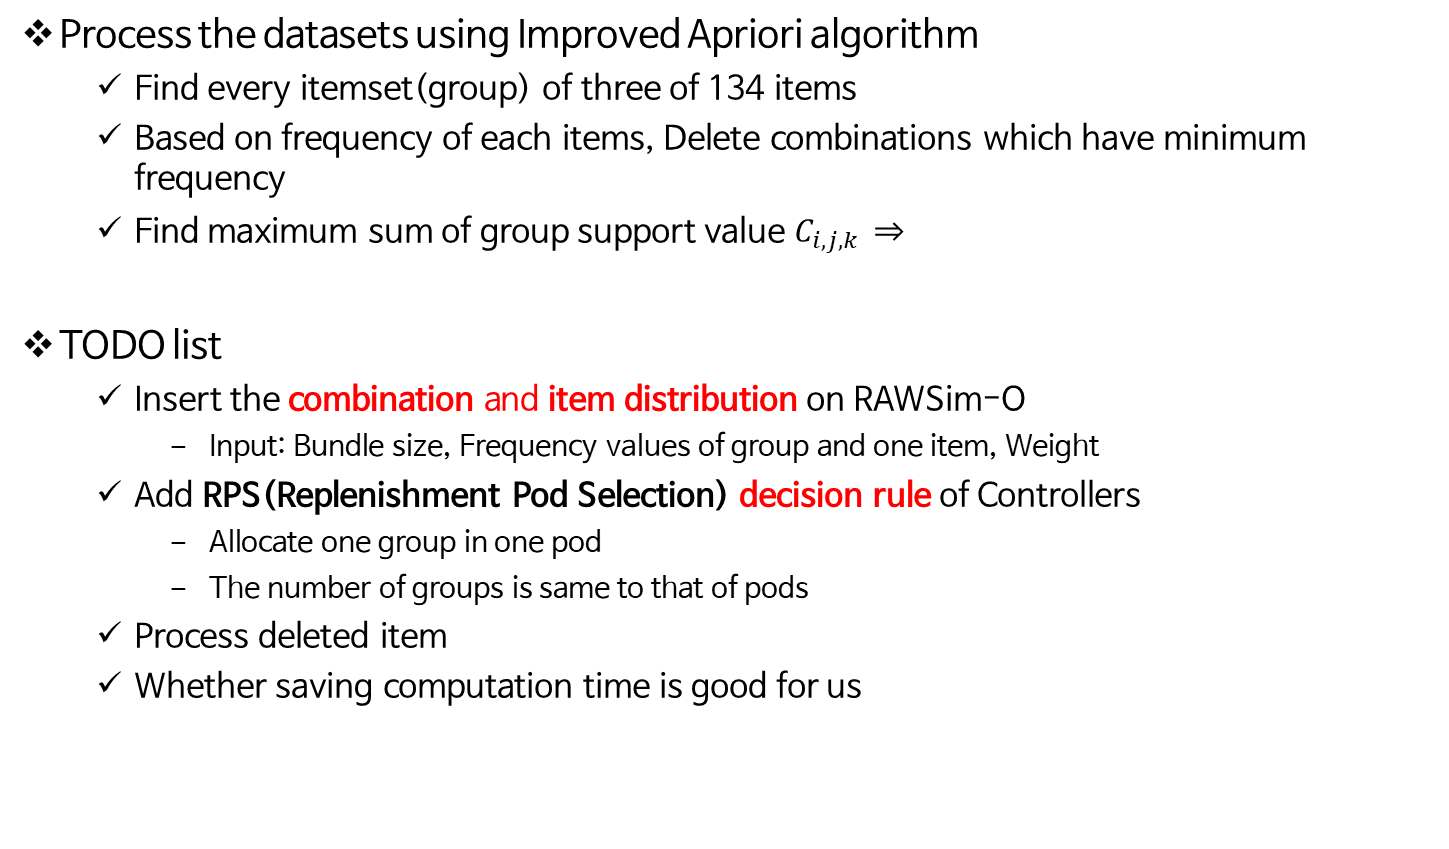 ❖ Process the datasets using Improved Apriori algorithm
✓ Find every itemset(group) of three of 134 items
✓ Based on frequency of each items, Delete combinations which have minimum
frequency
✓ Find maximum sum of group support value C_{i,j,k} ⇒
❖ TODO list
✓ Insert the combination and item distribution on RAWSim-O
– Input: Bundle size, Frequency values of group and one item, Weight
✓ Add RPS(Replenishment Pod Selection) decision rule of Controllers
– Allocate one group in one pod
– The number of groups is same to that of pods
✓ Process deleted item
✓ Whether saving computation time is good for us